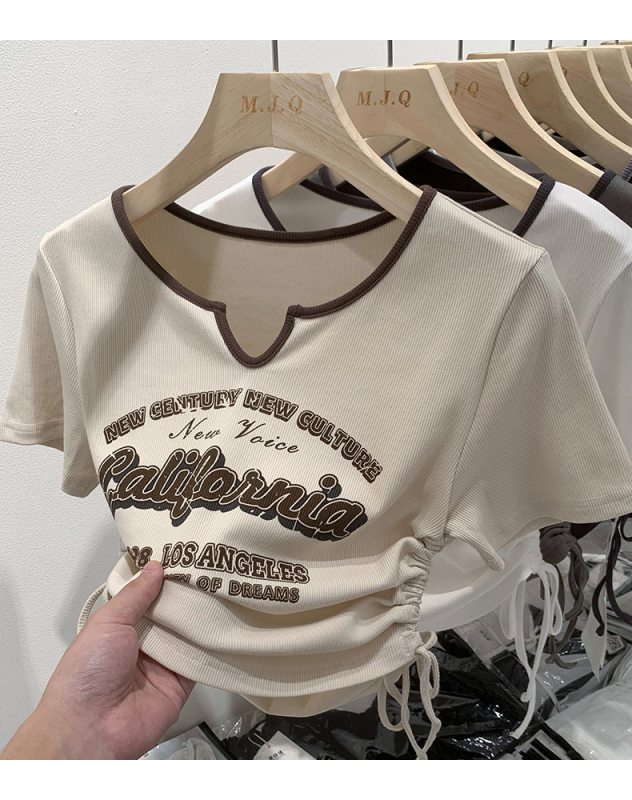 M.J.Q
M.J.Q
J.Q
Q
NEW CENTURY NEW CULTURE
New Voice
California
LOS ANGELES
OF DREAMS